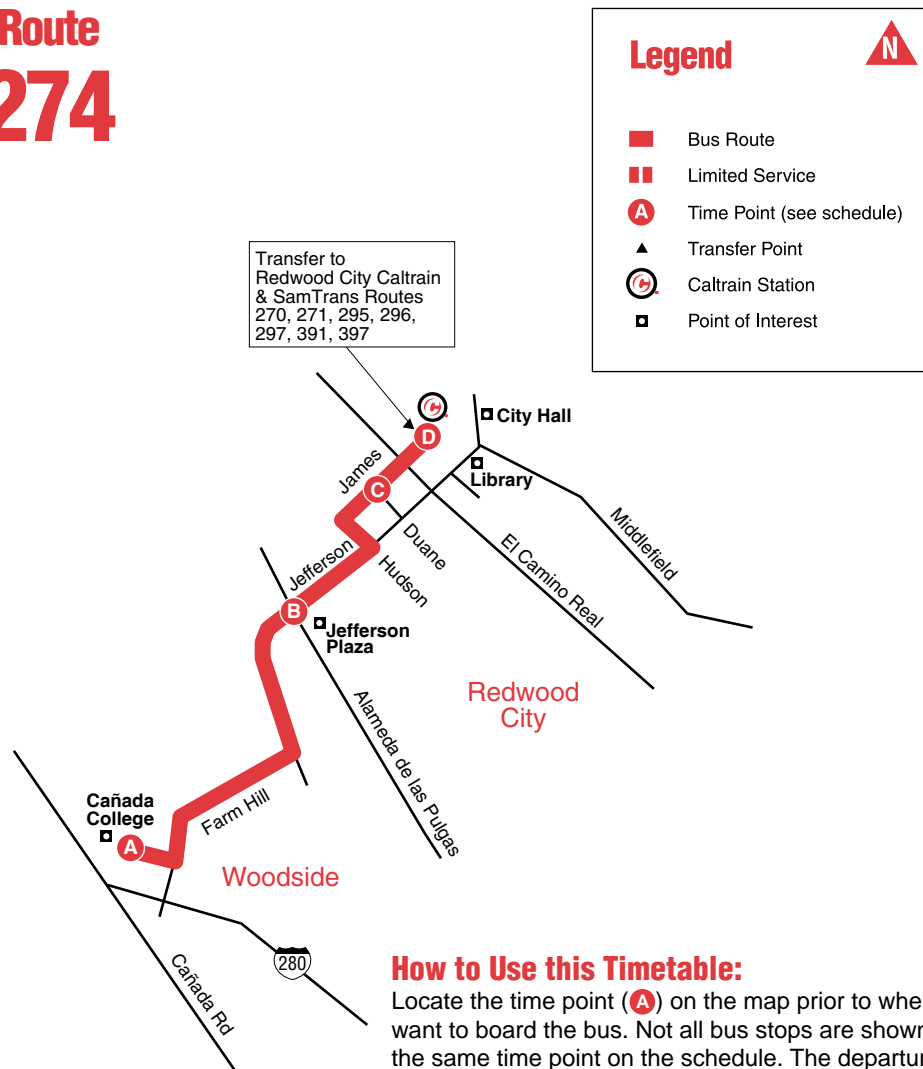 Route
274
Legend
N
Bus Route
Limited Service
A
Time Point (see schedule)
Transfer Point
C
Caltrain Station
Point of Interest
Transfer to
Redwood City Caltrain
& SamTrans Routes
270, 271, 295, 296,
297, 391, 397
C
City Hall
D
James
Library
C
Middlefield
Duane
El Camino Real
Jefferson
Hudson
B
Jefferson
Plaza
Redwood
City
Alameda de las Pulgas
Cañada
College
Farm Hill
A
Woodside
280
Cañada Rd
How to Use this Timetable:
Locate the time point (A) on the map prior to
want to board the bus. Not all bus stops are shown
the same time point on the schedule. The